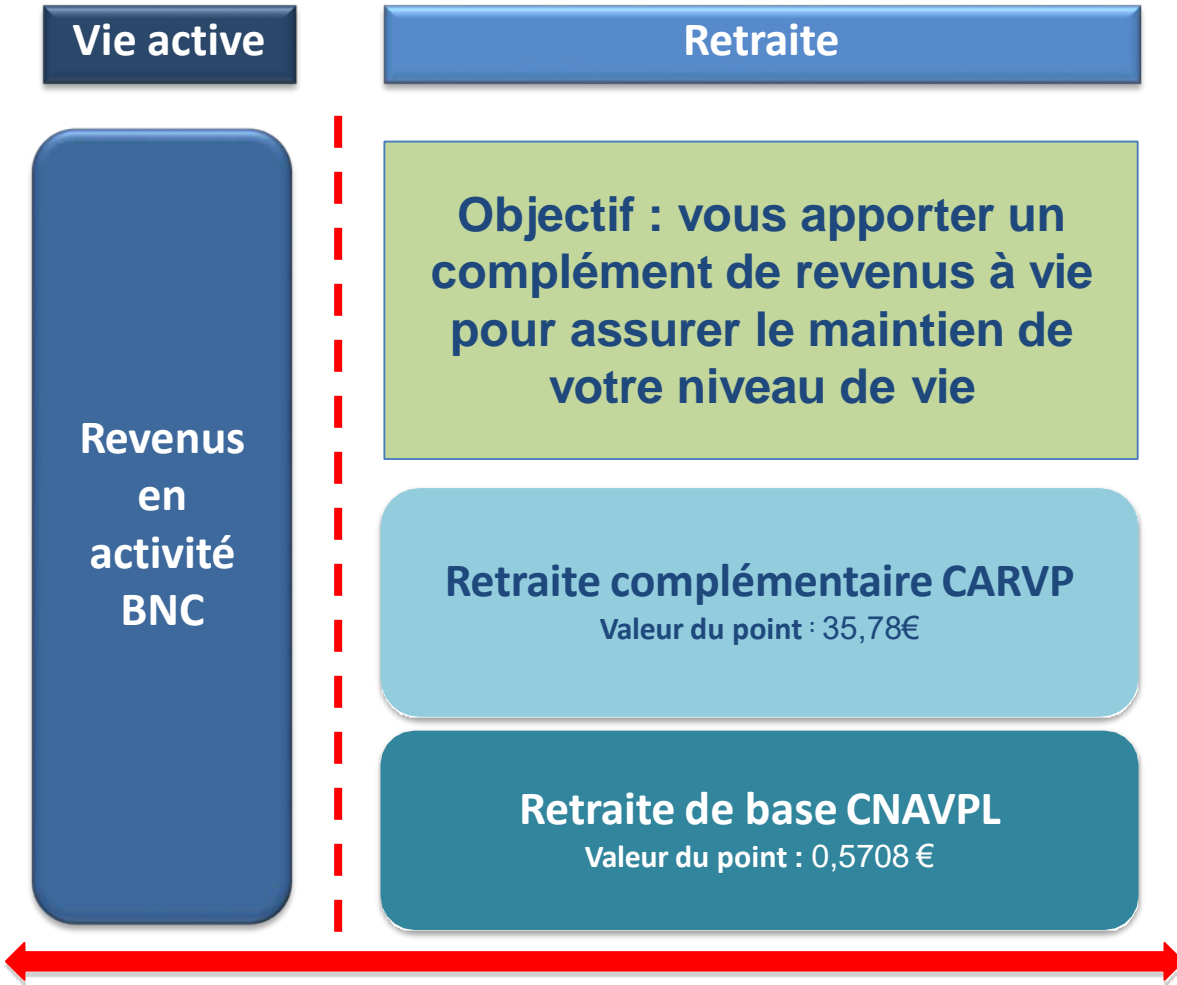 Vie active
Retraite
Revenus
en
activité
BNC
Objectif : vous apporter un
complément de revenus à vie
pour assurer le maintien de
votre niveau de vie
Retraite complémentaire CARVP
Valeur du point : 35,78€
Retraite de base CNAVPL
Valeur du point : 0,5708 €